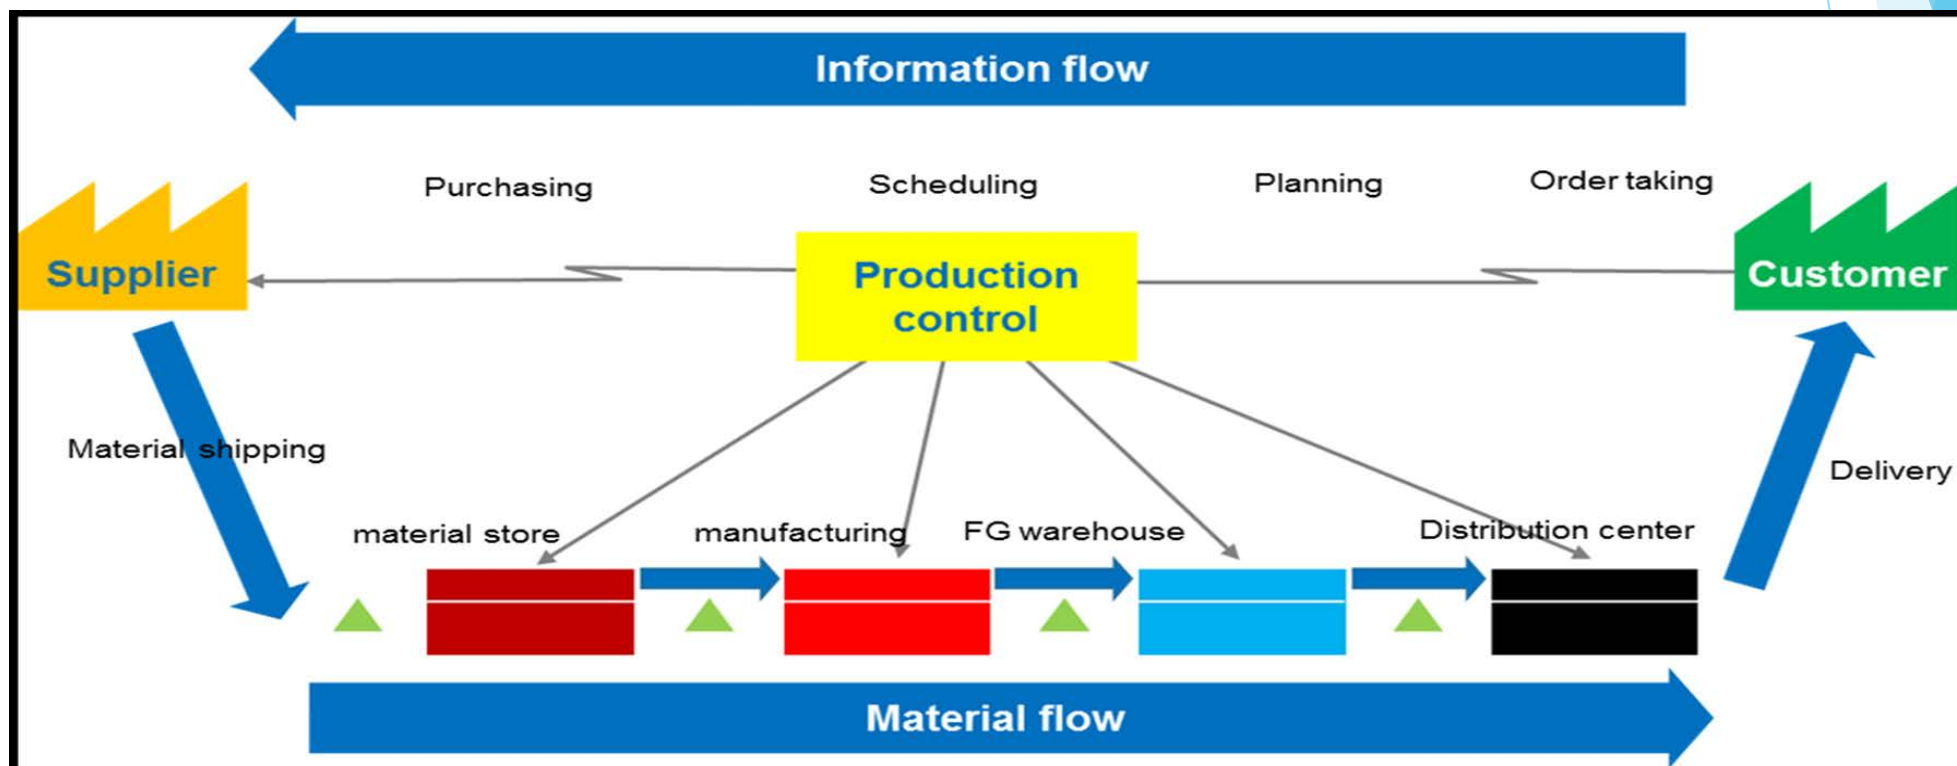 Information flow
Purchasing
Scheduling
Planning
Order taking
Supplier
Production
control
Customer
Material shipping
Delivery
material store
manufacturing
FG warehouse
Distribution center
Material flow